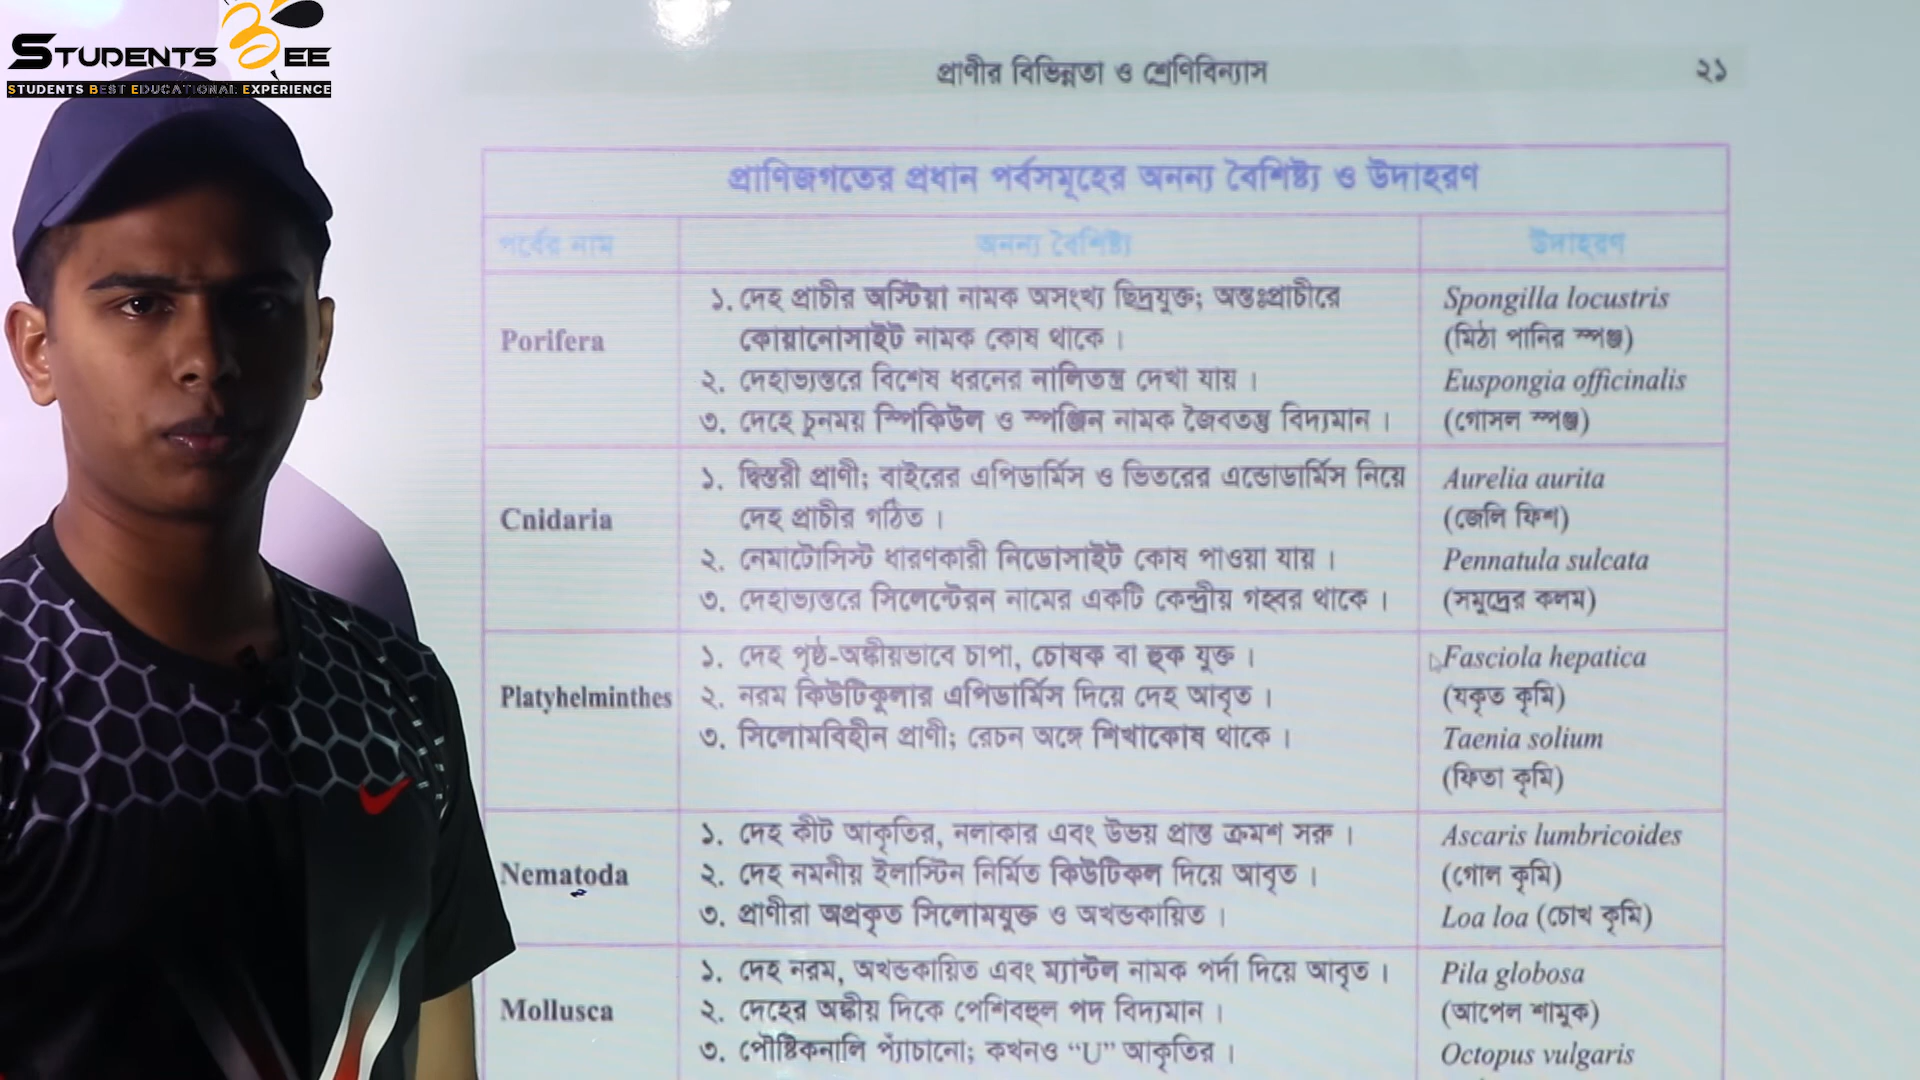 STUDENTS BEE
STUDENTS BEST EDUCATIONAL EXPERIENCE
প্রাণীর বিভিন্নতা ও শ্রেণিবিন্যাস
২১
প্রাণিজগতের প্রধান পর্বসমূহের অনন্য বৈশিষ্ট্য ও উদাহরণ
পর্বের নাম
অনন্য বৈশিষ্ট্য
উদাহরণ
Porifera
১. দেহ প্রাচীর অস্টিয়া নামক অসংখ্য ছিদ্রযুক্ত; অন্তঃপ্রাচীরে
কোয়ানোসাইট নামক কোষ থাকে ।
২. দেহাভ্যন্তরে বিশেষ ধরনের নালিতন্ত্র দেখা যায় ।
৩. দেহে চুনময় স্পিকিউল ও স্পঞ্জিন নামক জৈবতন্তু বিদ্যমান ।
Spongilla locustris
(মিঠা পানির স্পঞ্জ)
Euspongia officinalis
(গোসল স্পঞ্জ)
Cnidaria
১. দ্বিস্তরী প্রাণী; বাইরের এপিডার্মিস ও ভিতরের এন্ডোডার্মিস নিয়ে
দেহ প্রাচীর গঠিত ।
২. নেমাটোসিস্ট ধারণকারী নিডোসাইট কোষ পাওয়া যায় ।
৩. দেহাভ্যন্তরে সিলেন্টেরন নামের একটি কেন্দ্রীয় গহ্বর থাকে ।
Aurelia aurita
(জেলি ফিশ)
Pennatula sulcata
(সমুদ্রের কলম)
Platyhelminthes
১. দেহ পৃষ্ঠ-অঙ্কীয়ভাবে চাপা, চোষক বা হুক যুক্ত ।
২. নরম কিউটিকুলার এপিডার্মিস দিয়ে দেহ আবৃত ।
৩. সিলোমবিহীন প্রাণী; রেচন অঙ্গে শিখাকোষ থাকে ।
Fasciola hepatica
(যকৃত কৃমি)
Taenia solium
(ফিতা কৃমি)
Nematoda
১. দেহ কীট আকৃতির, নলাকার এবং উভয় প্রান্ত ক্রমশ সরু ।
২. দেহ নমনীয় ইলাস্টিন নির্মিত কিউটিকল দিয়ে আবৃত ।
৩. প্রাণীরা অপ্রকৃত সিলোমযুক্ত ও অখন্ডকায়িত ।
Ascaris lumbricoides
(গোল কৃমি)
Loa loa (চোখ কৃমি)
Mollusca
১. দেহ নরম, অখন্ডকায়িত এবং ম্যান্টল নামক পর্দা দিয়ে আবৃত ।
২. দেহের অঙ্কীয় দিকে পেশিবহুল পদ বিদ্যমান ।
৩. পৌষ্টিকনালি প্যাঁচানো; কখনও “U” আকৃতির ।
Pila globosa
(আপেল শামুক)
Octopus vulgaris